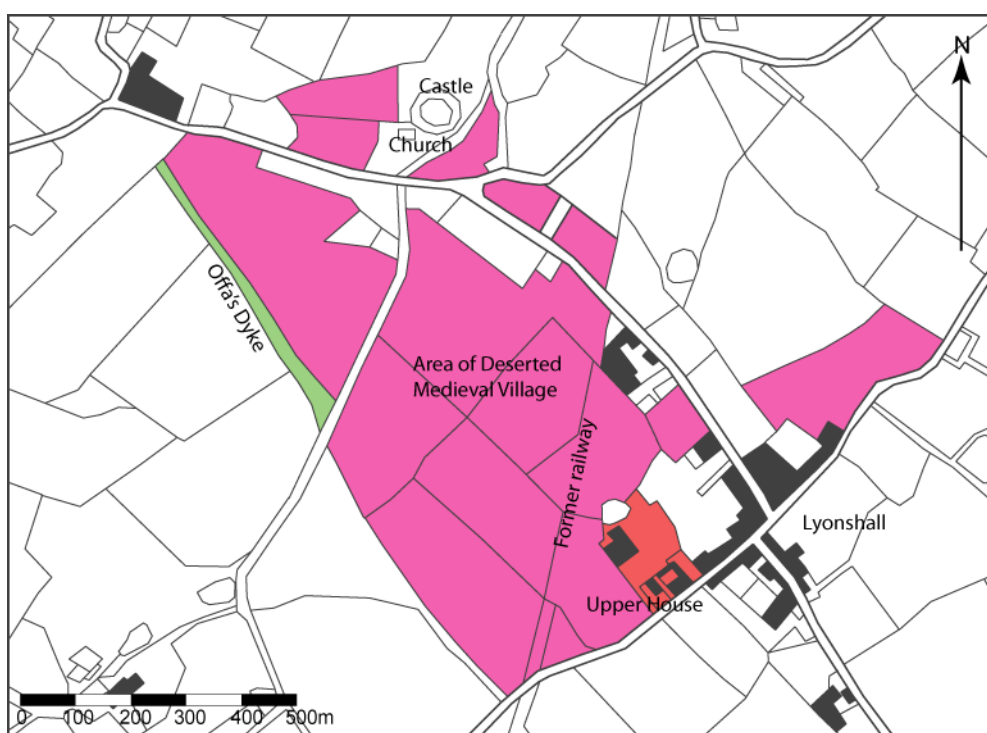 N
Castle
Church
Offa's Dyke
Area of Deserted
Medieval Village
Former railway
Lyonshall
Upper House
0 100 200 300 400 500m